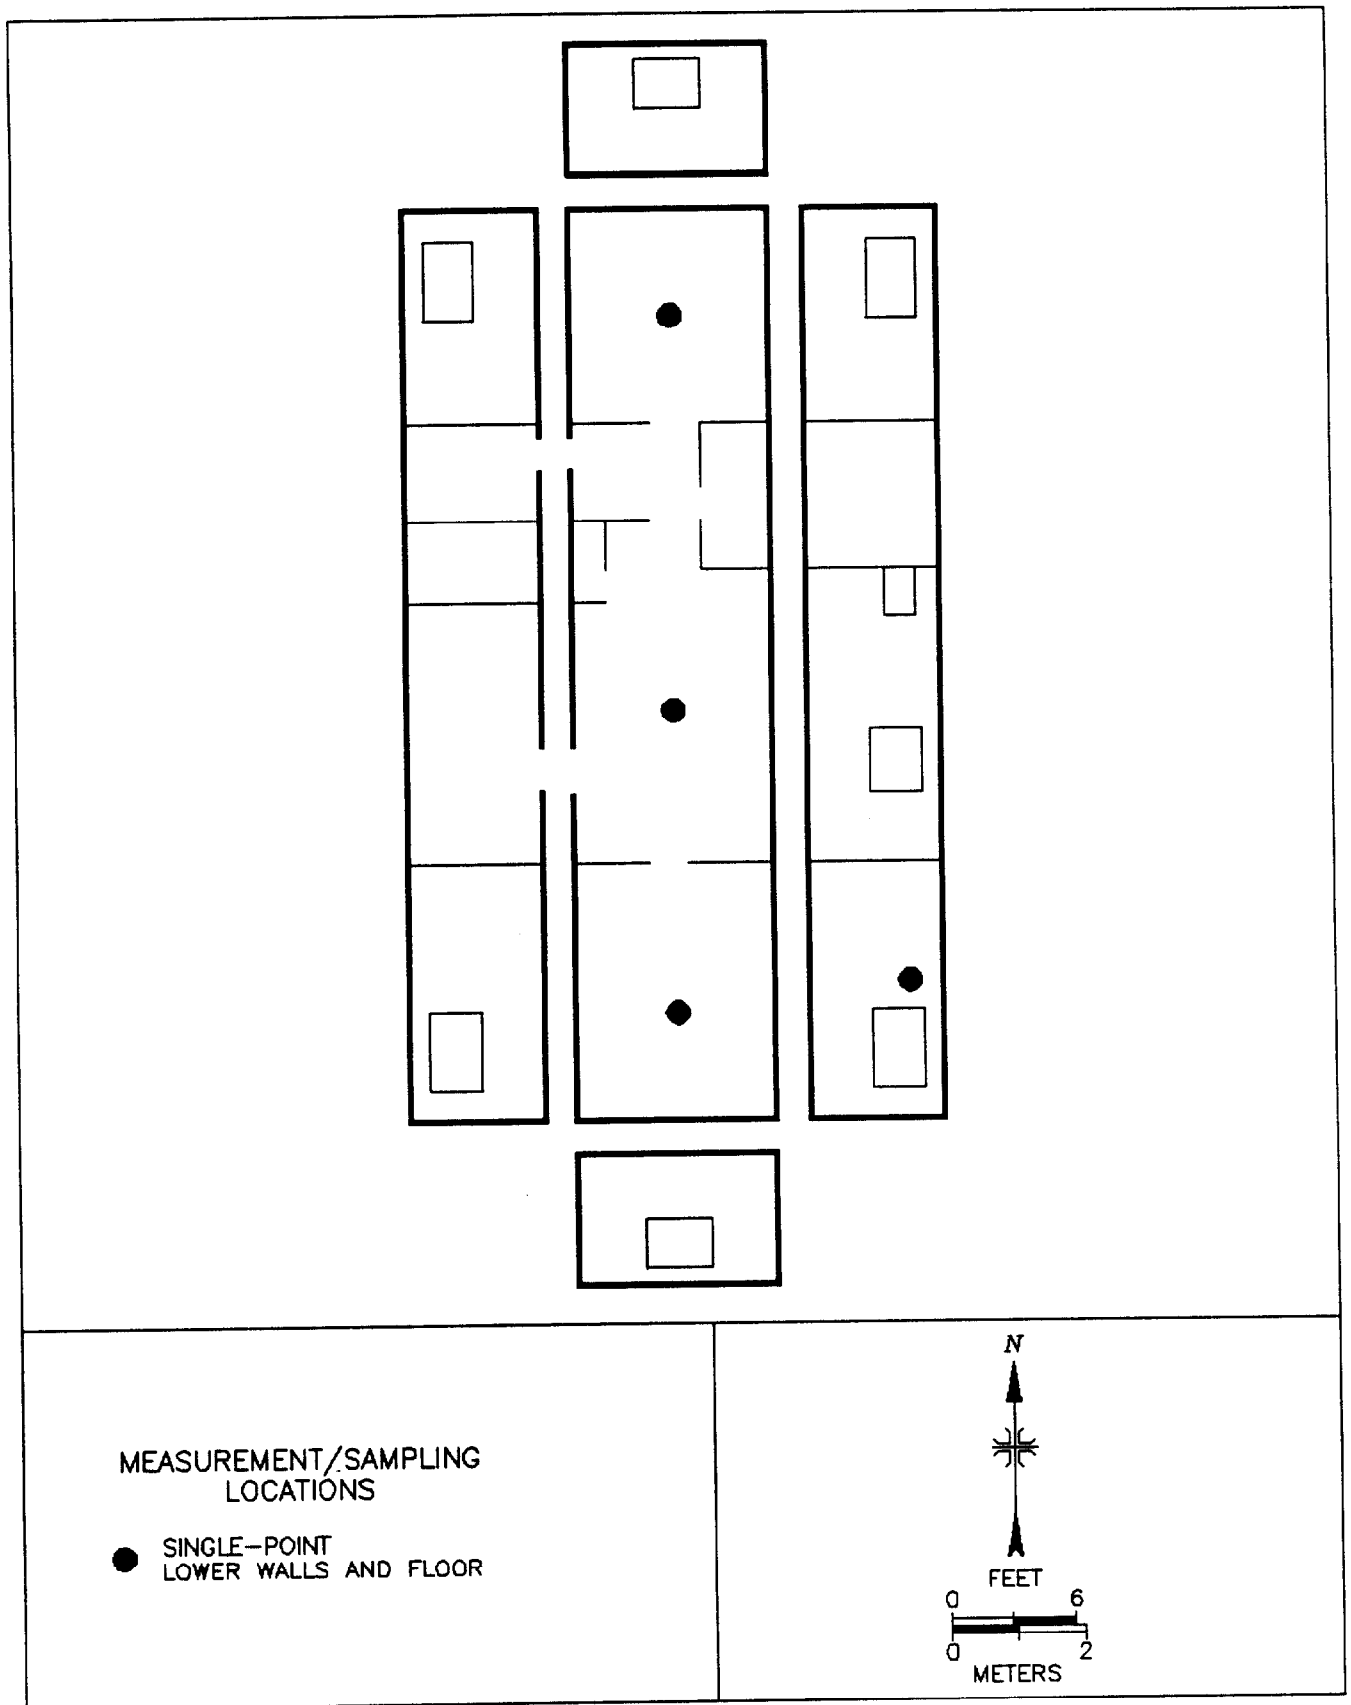 MEASUREMENT/SAMPLING
LOCATIONS
SINGLE-POINT
LOWER WALLS AND FLOOR
N
FEET
0 6
0 2
METERS